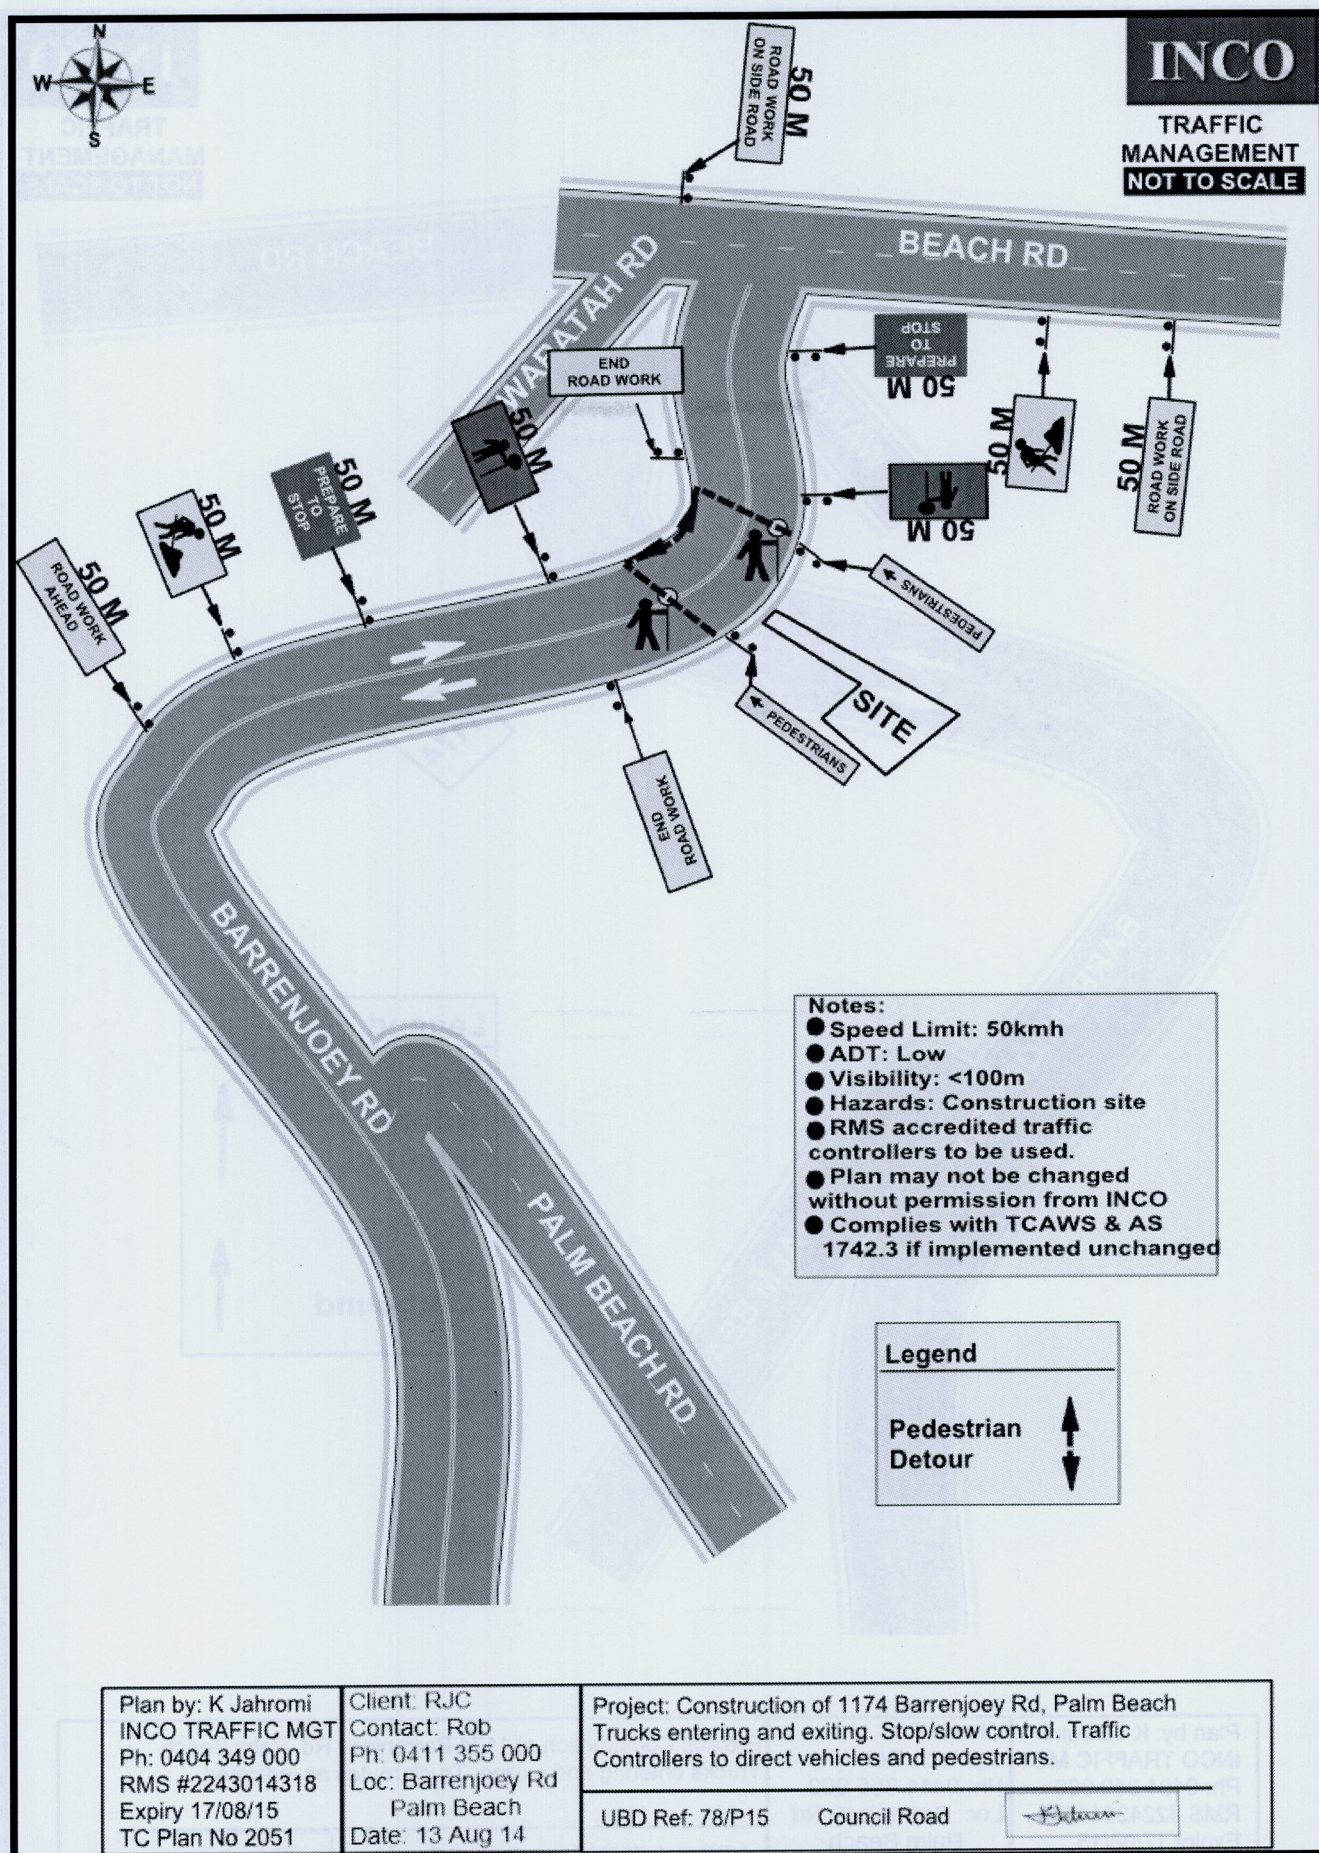 N
W E
S
INCO
TRAFFIC
MANAGEMENT
NOT TO SCALE
ROAD WORK
ON SIDE ROAD
50 M
BEACH RD
WARATAH RD
END
ROAD WORK
PREPARE
TO
STOP
50 M
50 M
50 M
ROAD WORK
ON SIDE ROAD
50 M
50 M
50 M
PREPARE
TO
STOP
50 M
50 M
ROAD WORK
AHEAD
50 M
PEDESTRIANS
PEDESTRIANS
SITE
END
ROAD WORK
BARRENJOEY RD
PALM BEACH RD
Notes:
● Speed Limit: 50kmh
● ADT: Low
● Visibility: <100m
● Hazards: Construction site
● RMS accredited traffic
controllers to be used.
● Plan may not be changed
without permission from INCO
● Complies with TCAWS & AS
1742.3 if implemented unchanged
Legend
Pedestrian
Detour
Plan by: K Jahromi
INCO TRAFFIC MGT
Ph: 0404 349 000
RMS #2243014318
Expiry 17/08/15
TC Plan No 2051
Client: RJC
Contact: Rob
Ph: 0411 355 000
Loc: Barrenjoey Rd
Palm Beach
Date: 13 Aug 14
Project: Construction of 1174 Barrenjoey Rd, Palm Beach
Trucks entering and exiting. Stop/slow control. Traffic
Controllers to direct vehicles and pedestrians.
UBD Ref: 78/P15 Council Road